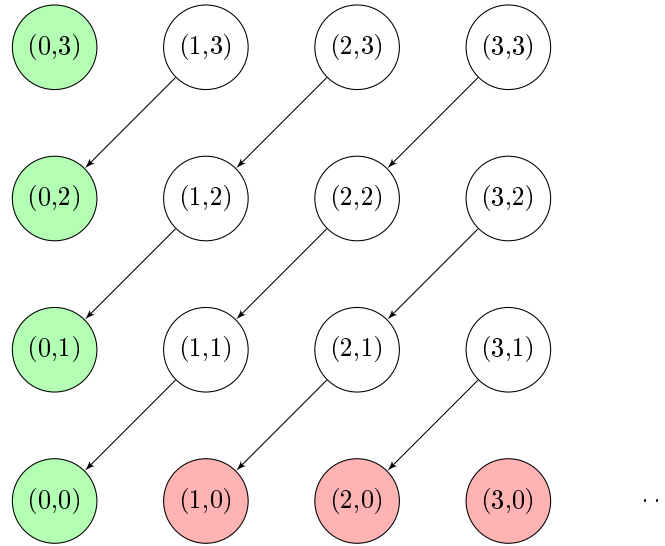 (0,3) (1,3) (2,3) (3,3)
(0,2) (1,2) (2,2) (3,2)
(0,1) (1,1) (2,1) (3,1)
(0,0) (1,0) (2,0) (3,0) ..